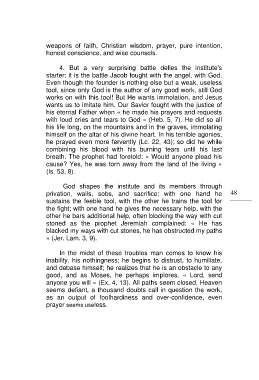 weapons of faith, Christian wisdom, prayer, pure intention,
honest conscience, and wise counsels.
4. But a very surprising battle defies the institute's
starter: it is the battle Jacob fought with the angel, with God.
Even though the founder is nothing else but a weak, useless
tool, since only God is the author of any good work, still God
works on with this tool! But He wants immolation, and Jesus
wants us to imitate him. Our Savior fought with the justice of
his eternal Father when « he made his prayers and requests
with loud cries and tears to God » (Heb. 5, 7). He did so all
his life long, on the mountains and in the graves, immolating
himself on the altar of his divine heart. In his terrible agonies,
he prayed even more fervently (Lc. 22, 43); so did he while
combining his blood with his burning tears until his last
breath. The prophet had foretold: « Would anyone plead his
cause? Yes, he was torn away from the land of the living »
(Is. 53, 8).
God shapes the institute and its members through
privation, wails, sobs, and sacrifice; with one hand he
sustains the feeble tool, with the other he trains the tool for
the fight; with one hand he gives the necessary help, with the
other he bars additional help, often blocking the way with cut
stoned as the prophet Jeremiah complained: « He has
blacked my ways with cut stones, he has obstructed my paths
» (Jer. Lam. 3, 9).
In the midst of these troubles man comes to know his
inability, his nothingness; he begins to distrust, to humiliate,
and debase himself; he realizes that he is an obstacle to any
good, and as Moses, he perhaps implores, « Lord, send
anyone you will » (Ex. 4, 13). All paths seem closed. Heaven
seems defiant, a thousand doubts call in question the work,
as an output of foolhardiness and over-confidence, even
prayer seems useless.
48